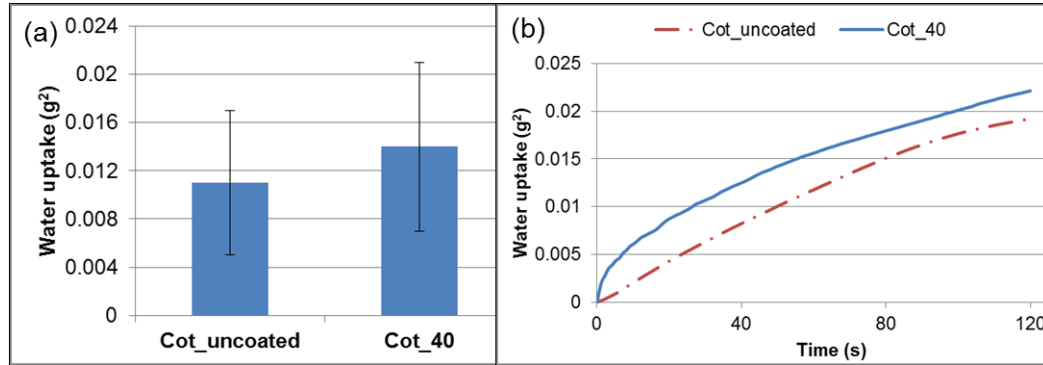 (a)
Water uptake (g²)
0.024
0.02
0.016
0.012
0.008
0.004
0
Cot_uncoated Cot_40
(b)
Cot_uncoated Cot_40
Water uptake (g²)
0.025
0.02
0.015
0.01
0.005
0
0 40 80 120
Time (s)